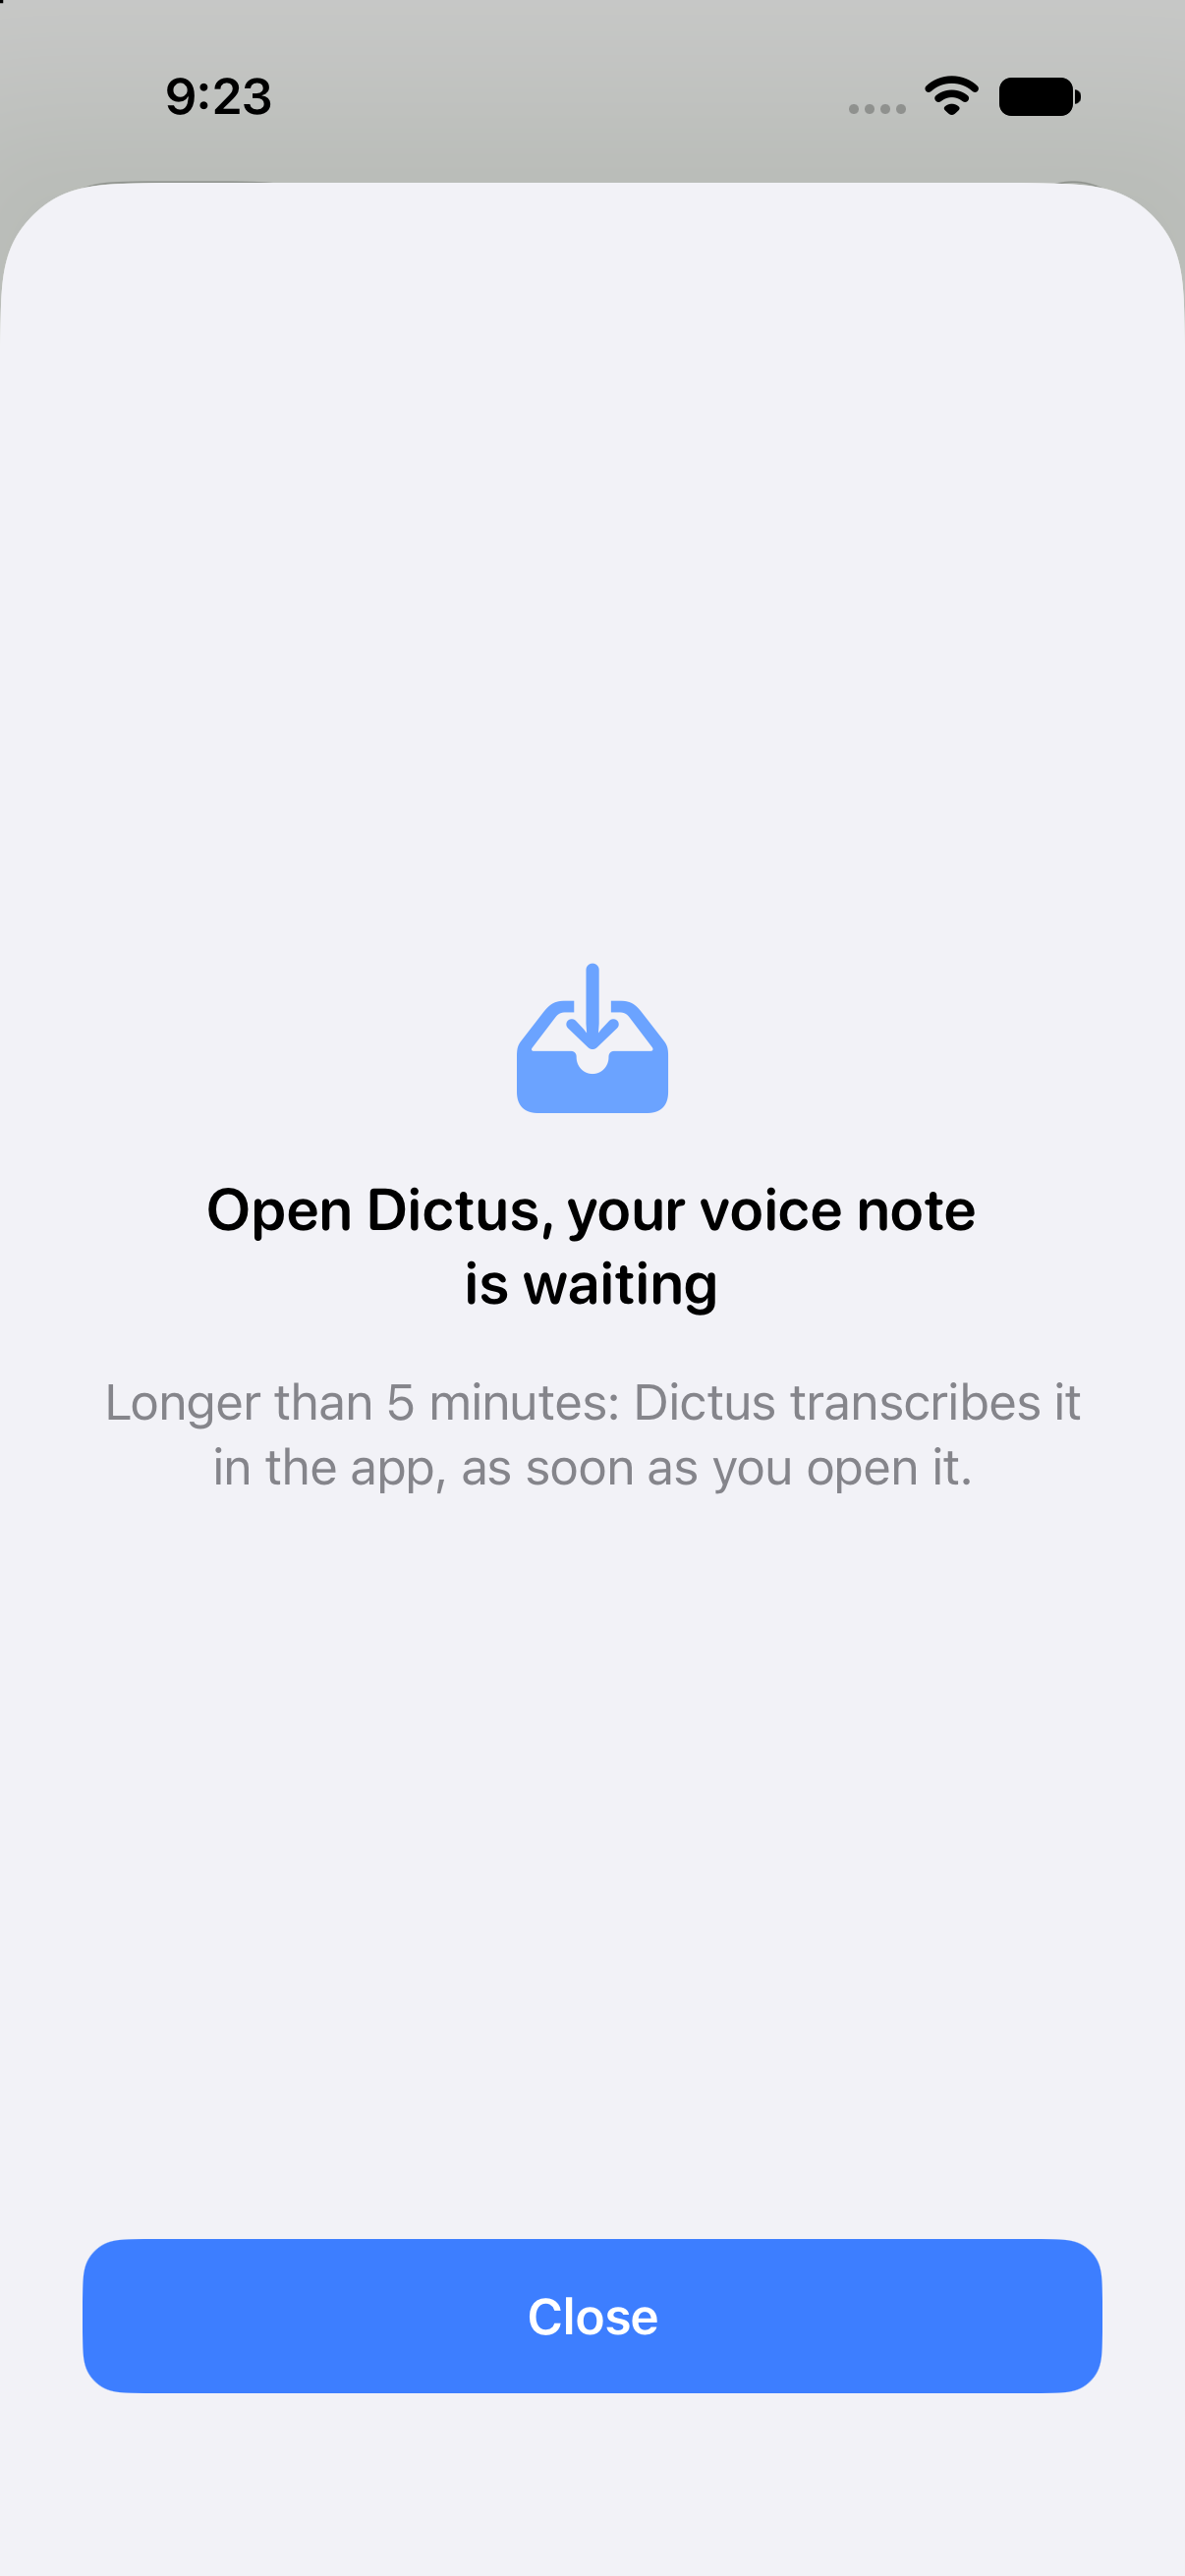 9:23
Open Dictus, your voice note
is waiting
Longer than 5 minutes: Dictus transcribes it
in the app, as soon as you open it.
Close